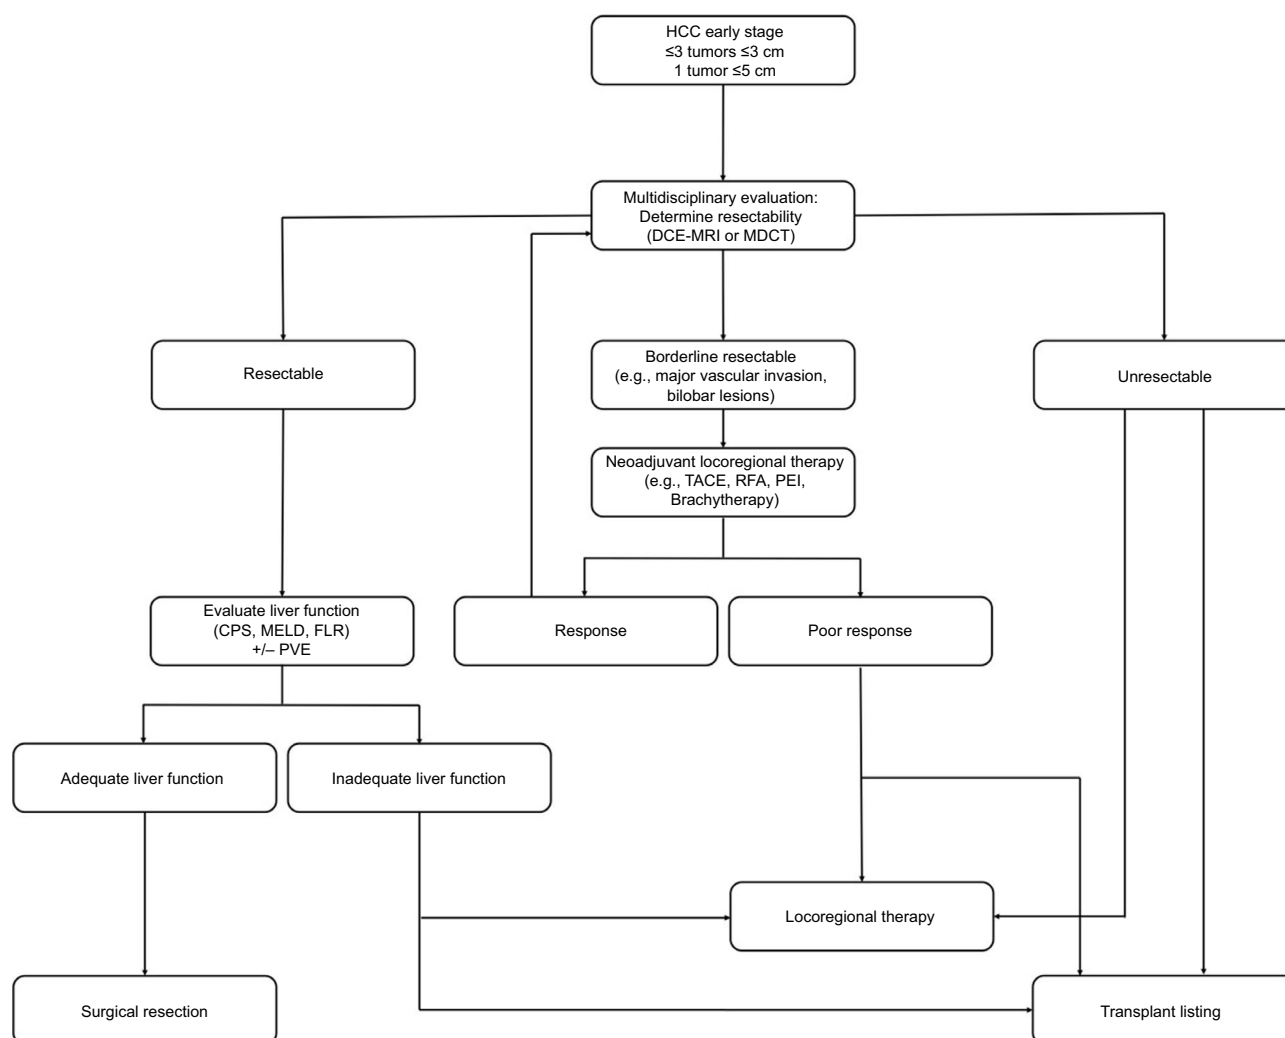 HCC early stage
≤3 tumors ≤3 cm
1 tumor ≤5 cm
Multidisciplinary evaluation:
Determine resectability
(DCE-MRI or MDCT)
Resectable
Borderline resectable
(e.g., major vascular invasion,
bilobar lesions)
Unresectable
Neoadjuvant locoregional therapy
(e.g., TACE, RFA, PEI,
Brachytherapy)
Evaluate liver function
(CPS, MELD, FLR)
+/– PVE
Response
Poor response
Adequate liver function
Inadequate liver function
Locoregional therapy
Surgical resection
Transplant listing